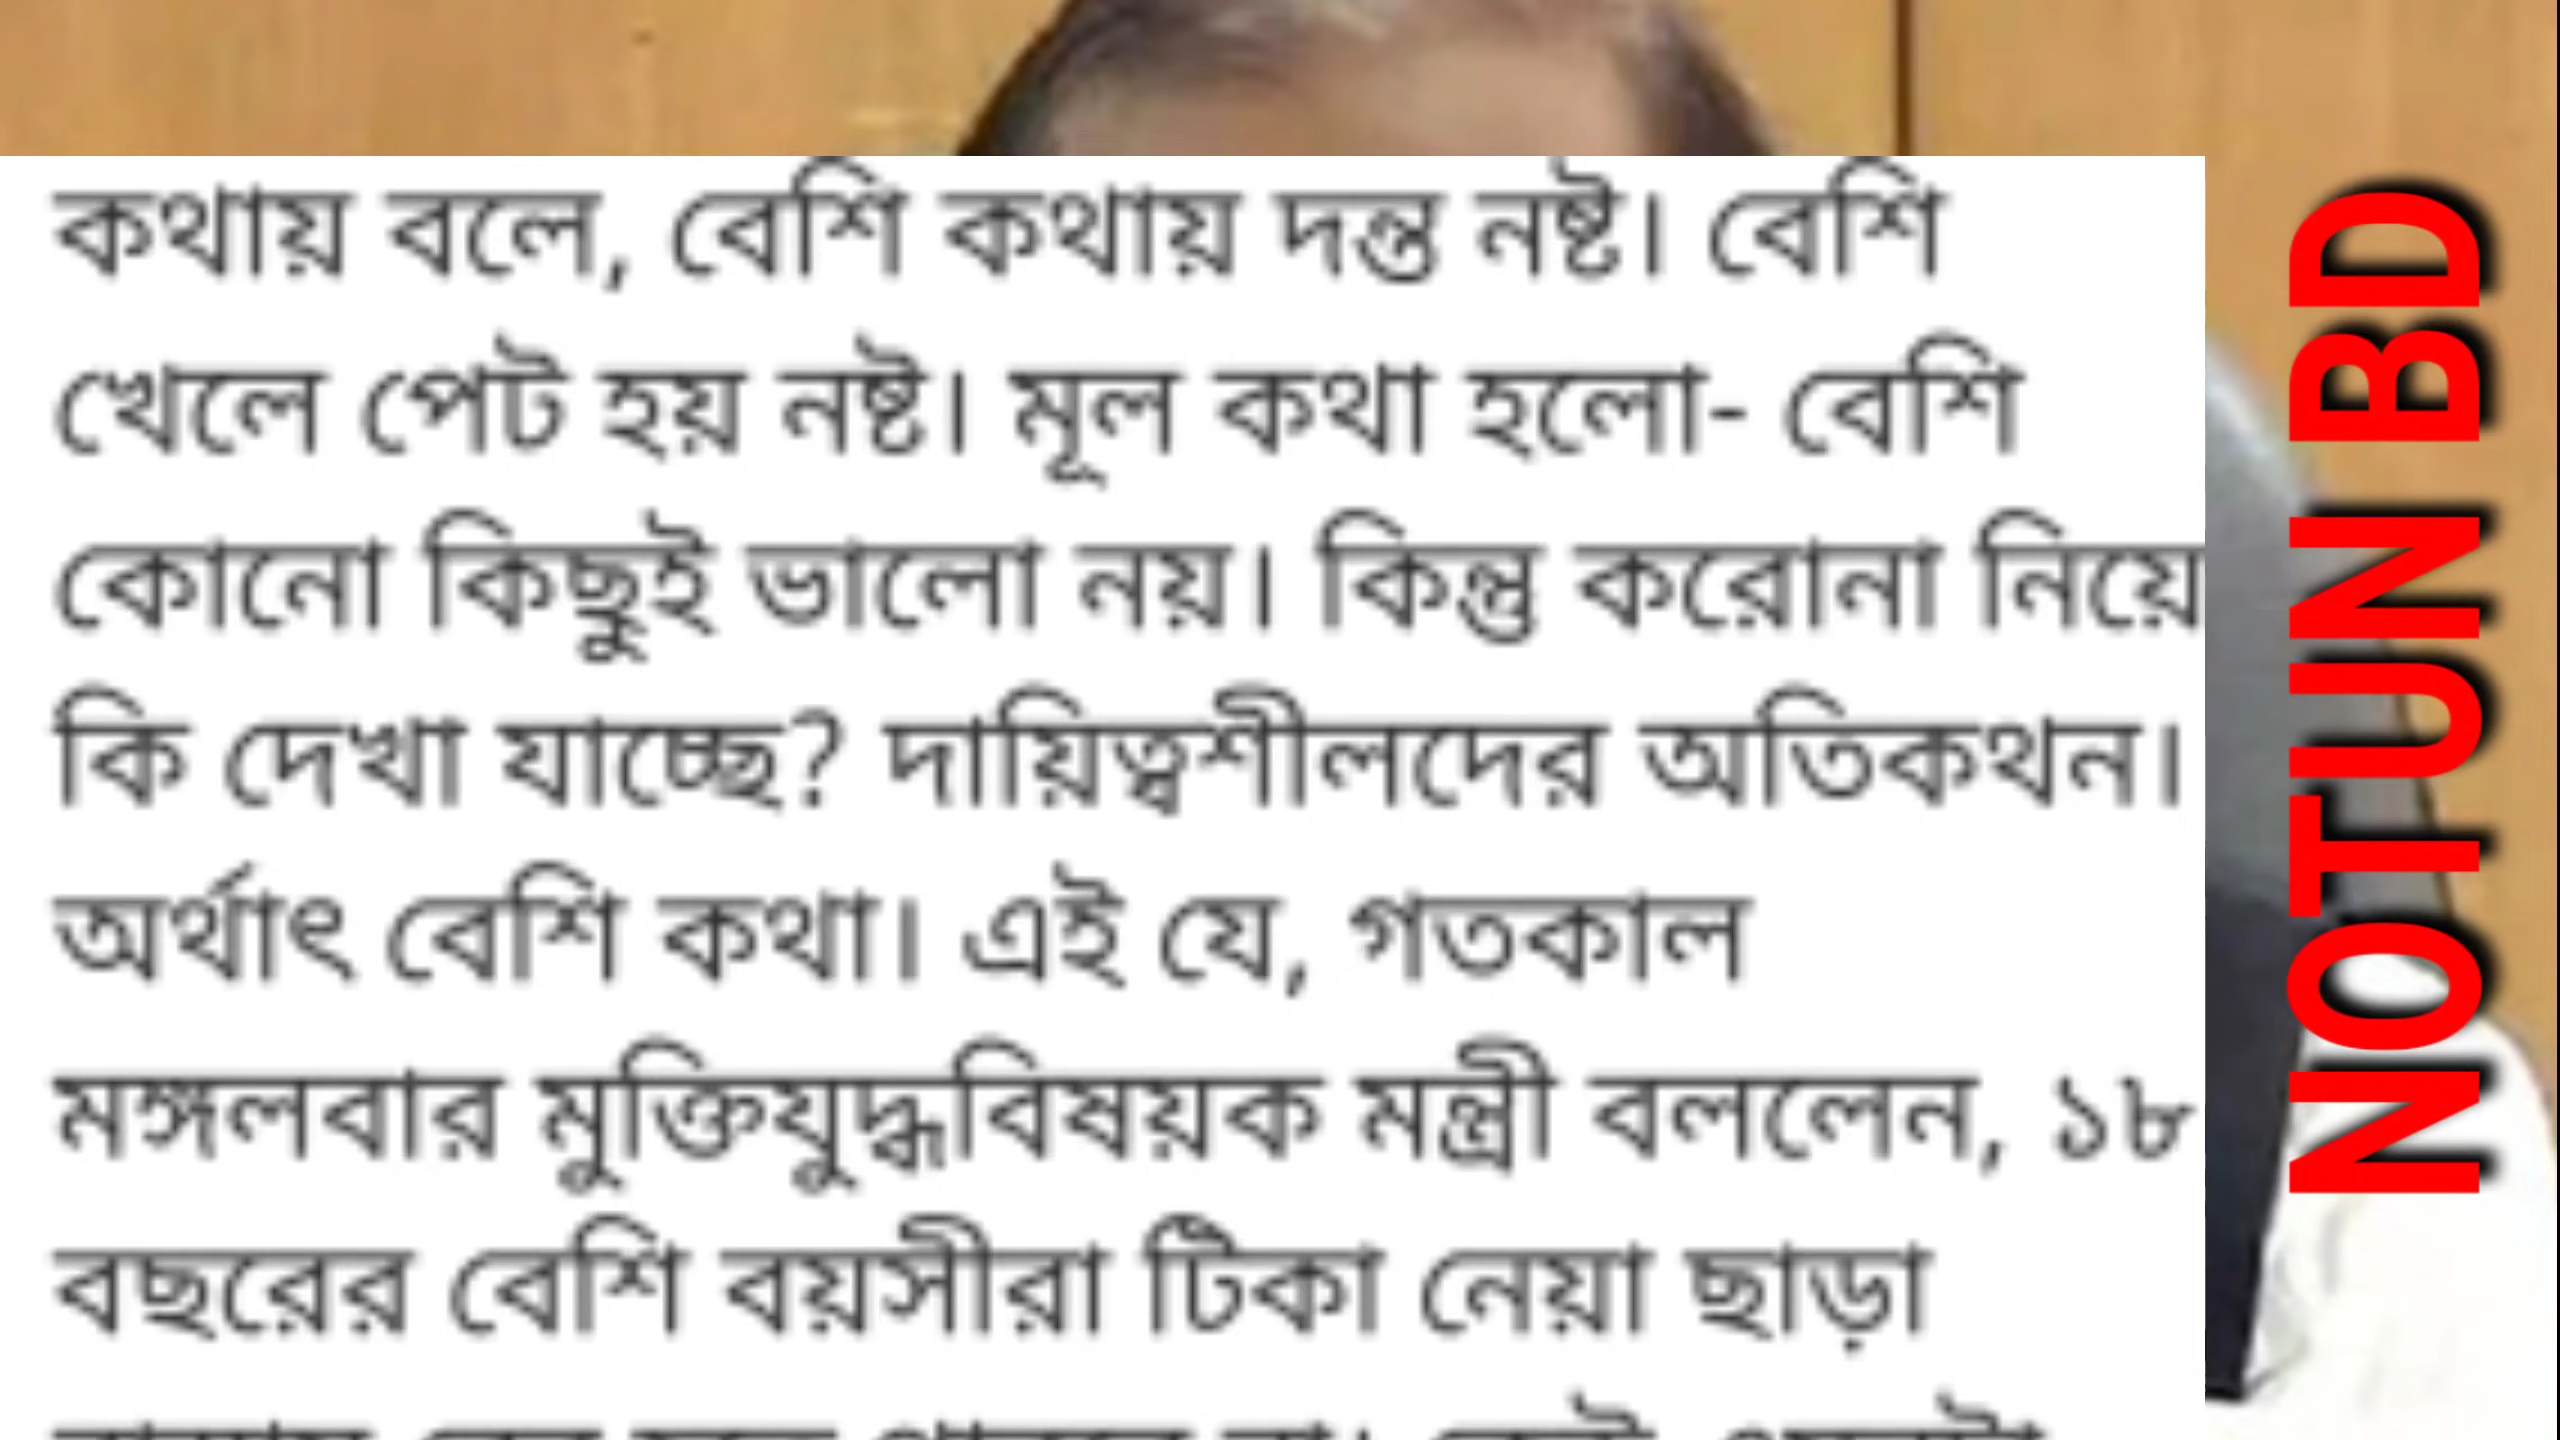 কথায় বলে, বেশি কথায় দন্ত নষ্ট। বেশি
খেলে পেট হয় নষ্ট। মূল কথা হলো- বেশি
কোনো কিছুই ভালো নয়। কিন্তু করোনা নিয়ে
কি দেখা যাচ্ছে? দায়িত্বশীলদের অতিকথন।
অর্থাৎ বেশি কথা। এই যে, গতকাল
মঙ্গলবার মুক্তিযুদ্ধবিষয়ক মন্ত্রী বললেন, ১৮
বছরের বেশি বয়সীরা টিকা নেয়া ছাড়া
NOTUN BD